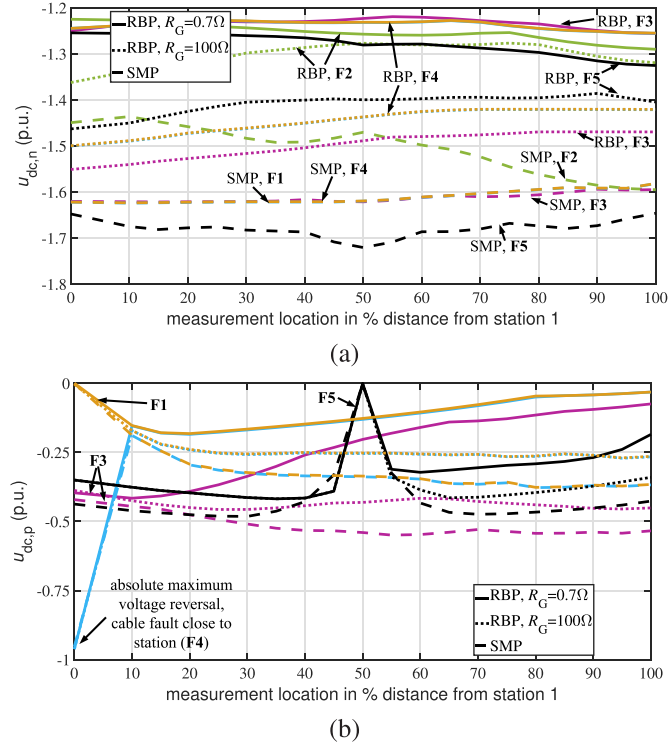 -1.2
-1.3
-1.4
-1.5
-1.6
-1.7
-1.8
u_dc,n (p.u.)
RBP, R_G=0.7Ω
RBP, R_G=100Ω
SMP
RBP, F3
RBP, F2
RBP, F4
RBP, F5
RBP, F3
SMP, F4
SMP, F1
SMP, F2
SMP, F3
SMP, F5
0 10 20 30 40 50 60 70 80 90 100
measurement location in % distance from station 1
(a)
0
-0.25
-0.5
-0.75
-1
u_dc,p (p.u.)
F1
F5
F3
absolute maximum
voltage reversal,
cable fault close to
station (F4)
RBP, R_G=0.7Ω
RBP, R_G=100Ω
SMP
0 10 20 30 40 50 60 70 80 90 100
measurement location in % distance from station 1
(b)